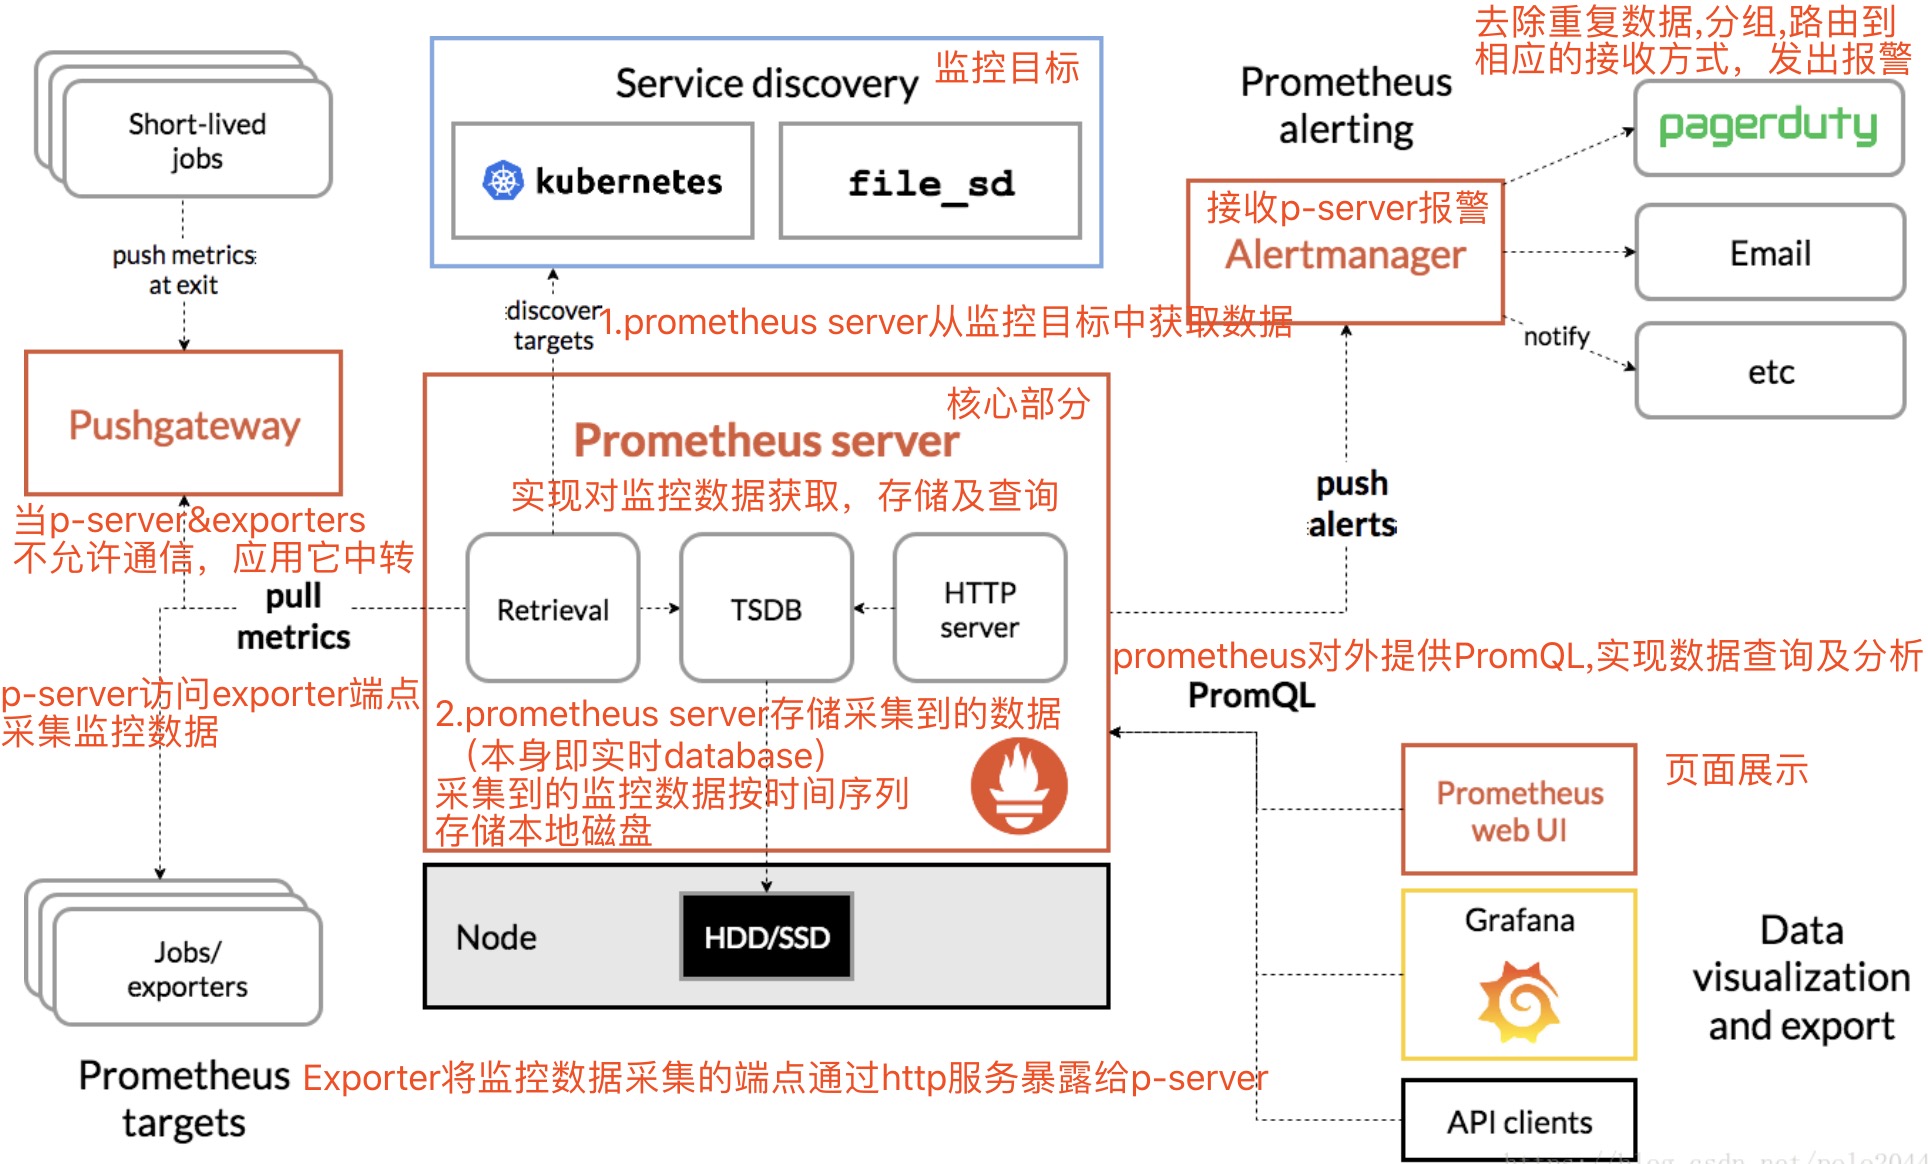 去除重复数据,分组,路由到
相应的接收方式，发出报警
Short-lived
jobs
push metrics
at exit
Pushgateway
当p-server&exporters
不允许通信，应用它中转
pull
metrics
p-server访问exporter端点
采集监控数据
Jobs/
exporters
Prometheus
targets
Exporter将监控数据采集的端点通过http服务暴露给p-server
Service discovery
监控目标
kubernetes
file_sd
discover
targets
1.prometheus server从监控目标中获取数据
核心部分
Prometheus server
实现对监控数据获取，存储及查询
Retrieval
TSDB
HTTP
server
2.prometheus server存储采集到的数据
（本身即实时database）
采集到的监控数据按时间序列
存储本地磁盘
Node
HDD/SSD
Prometheus
alerting
接收p-server报警
Alertmanager
pagerduty
Email
etc
notify
push
alerts
prometheus对外提供PromQL,实现数据查询及分析
PromQL
Prometheus
web UI
页面展示
Grafana
API clients
Data
visualization
and export